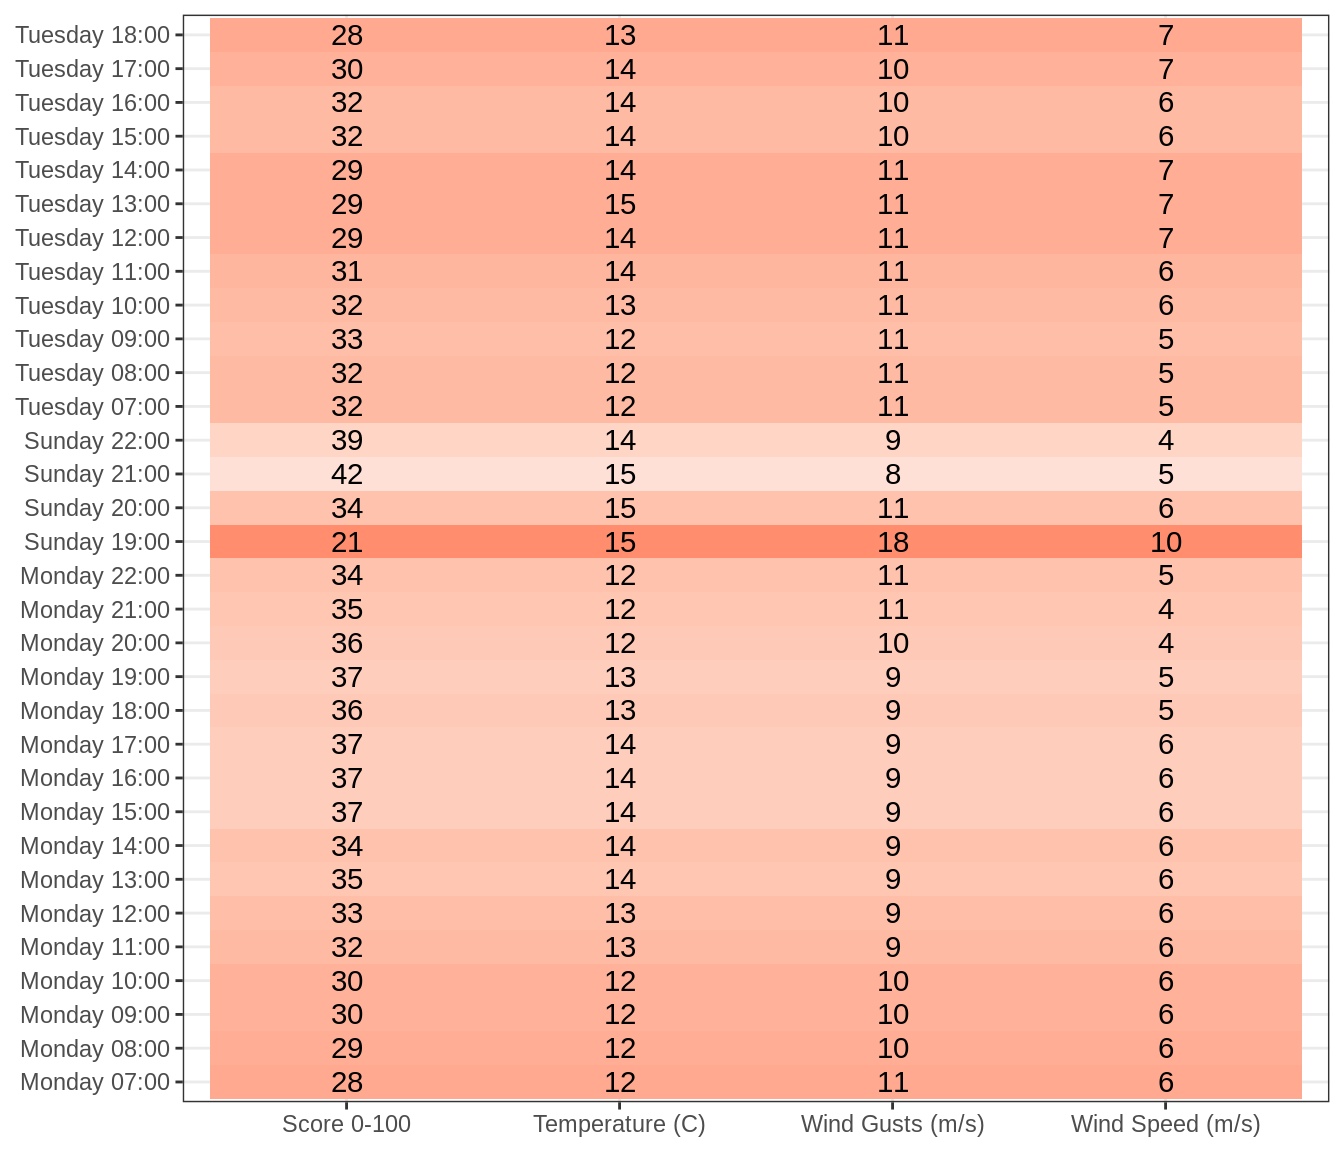 Tuesday 18:00 28 13 11 7
Tuesday 17:00 30 14 10 7
Tuesday 16:00 32 14 10 6
Tuesday 15:00 32 14 10 6
Tuesday 14:00 29 14 11 7
Tuesday 13:00 29 15 11 7
Tuesday 12:00 29 14 11 7
Tuesday 11:00 31 14 11 6
Tuesday 10:00 32 13 11 6
Tuesday 09:00 33 12 11 5
Tuesday 08:00 32 12 11 5
Tuesday 07:00 32 12 11 5
Sunday 22:00 39 14 9 4
Sunday 21:00 42 15 8 5
Sunday 20:00 34 15 11 6
Sunday 19:00 21 15 18 10
Monday 22:00 34 12 11 5
Monday 21:00 35 12 11 4
Monday 20:00 36 12 10 4
Monday 19:00 37 13 9 5
Monday 18:00 36 13 9 5
Monday 17:00 37 14 9 6
Monday 16:00 37 14 9 6
Monday 15:00 37 14 9 6
Monday 14:00 34 14 9 6
Monday 13:00 35 14 9 6
Monday 12:00 33 13 9 6
Monday 11:00 32 13 9 6
Monday 10:00 30 12 10 6
Monday 09:00 30 12 10 6
Monday 08:00 29 12 10 6
Monday 07:00 28 12 11 6
Score 0-100 Temperature (C) Wind Gusts (m/s) Wind Speed (m/s)